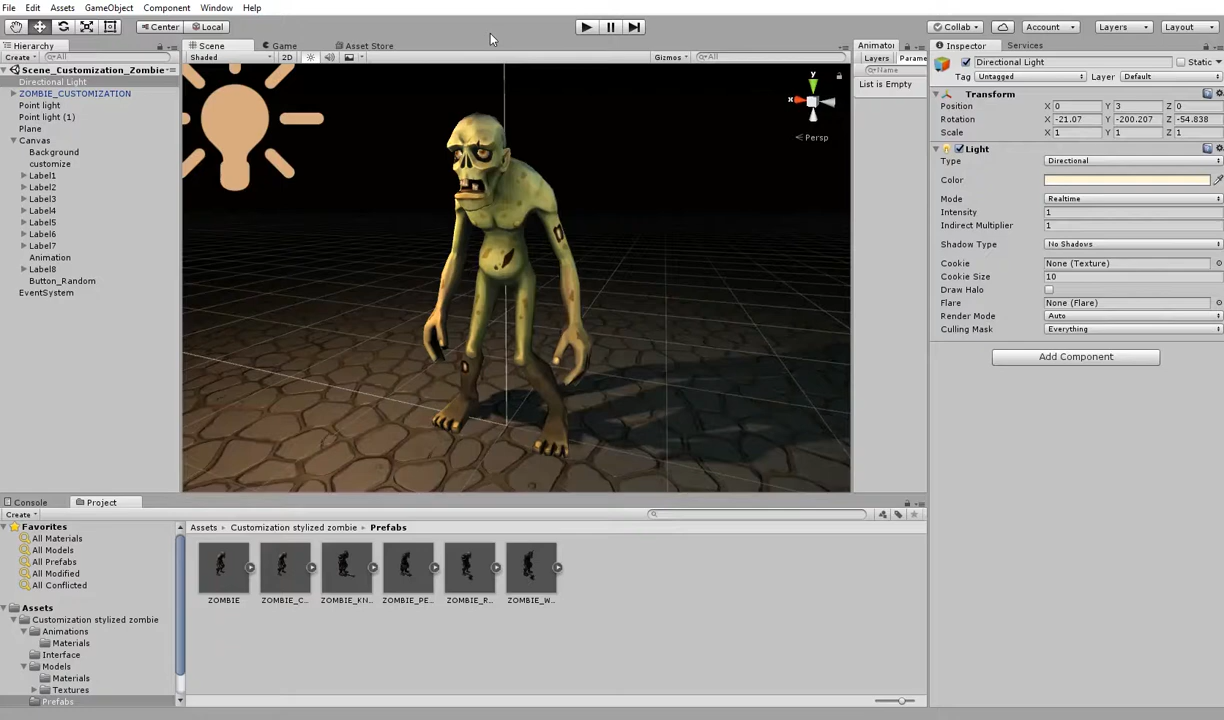 File Edit Assets GameObject Component Window Help
Center Local Collab Account Layers Layout
Hierarchy Scene Game Asset Store Animator Inspector Services
Create All Shaded 2D Gizmos All Layers Parame
Scene_Customization_Zombie
Directional Light
ZOMBIE_CUSTOMIZATION
Point light
Point light (1)
Plane
Canvas
Background
customize
Label1
Label2
Label3
Label4
Label5
Label6
Label7
Animation
Label8
Button_Random
EventSystem
y
x
Persp
Name
List is Empty
Directional Light Static
Tag Untagged Layer Default
Transform
Position X 0 Y 3 Z 0
Rotation X -21.07 Y -200.207 Z -54.838
Scale X 1 Y 1 Z 1
Light
Type Directional
Color
Mode Realtime
Intensity 1
Indirect Multiplier 1
Shadow Type No Shadows
Cookie None (Texture)
Cookie Size 10
Draw Halo
Flare None (Flare)
Render Mode Auto
Culling Mask Everything
Add Component
Console Project
Create
Favorites
All Materials
All Models
All Prefabs
All Modified
All Conflicted
Assets
Customization stylized zombie
Animations
Materials
Interface
Models
Materials
Textures
Prefabs
Assets Customization stylized zombie Prefabs
ZOMBIE ZOMBIE_C... ZOMBIE_KN... ZOMBIE_PE... ZOMBIE_R... ZOMBIE_W...